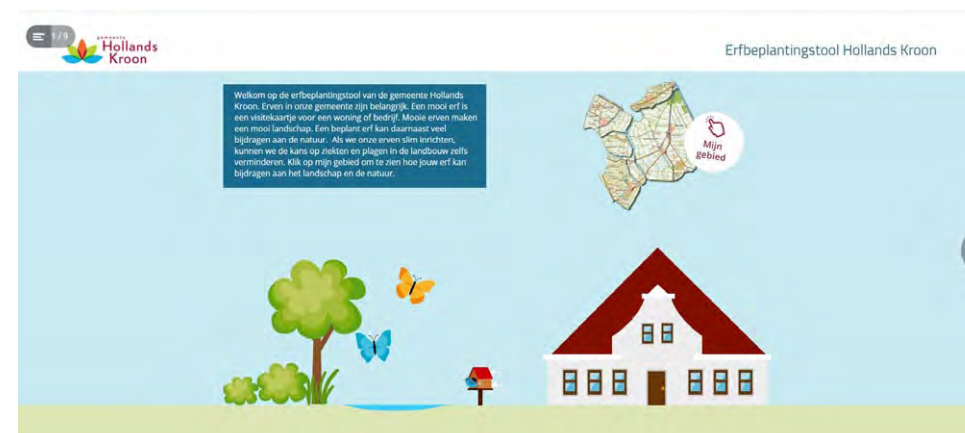 1/9
gemeente
Hollands
Kroon
Erfbeplantingstool Hollands Kroon
Welkom op de erfbeplantingstool van de gemeente Hollands
Kroon. Erven in onze gemeente zijn belangrijk. Een mooi erf is
een visitekaartje voor een woning of bedrijf. Mooie erven maken
een mooi landschap. Een beplant erf kan daarnaast veel
bijdragen aan de natuur. Als we onze erven slim inrichten,
kunnen we de kans op ziekten en plagen in de landbouw zelfs
verminderen. Klik op mijn gebied om te zien hoe jouw erf kan
bijdragen aan het landschap en de natuur.
Mijn
gebied